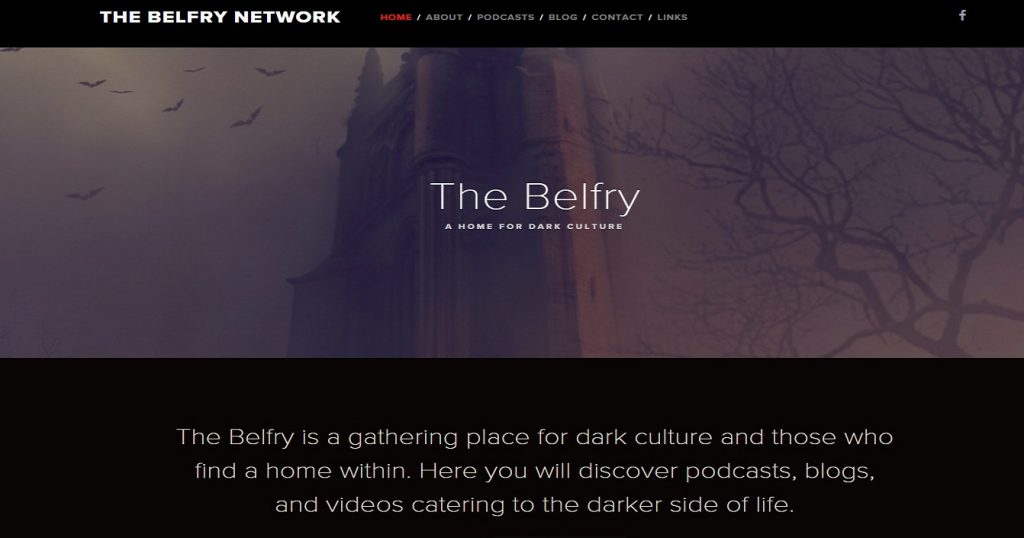 THE BELFRY NETWORK
HOME / ABOUT / PODCASTS / BLOG / CONTACT / LINKS
f
The Belfry
A HOME FOR DARK CULTURE
The Belfry is a gathering place for dark culture and those who
find a home within. Here you will discover podcasts, blogs,
and videos catering to the darker side of life.